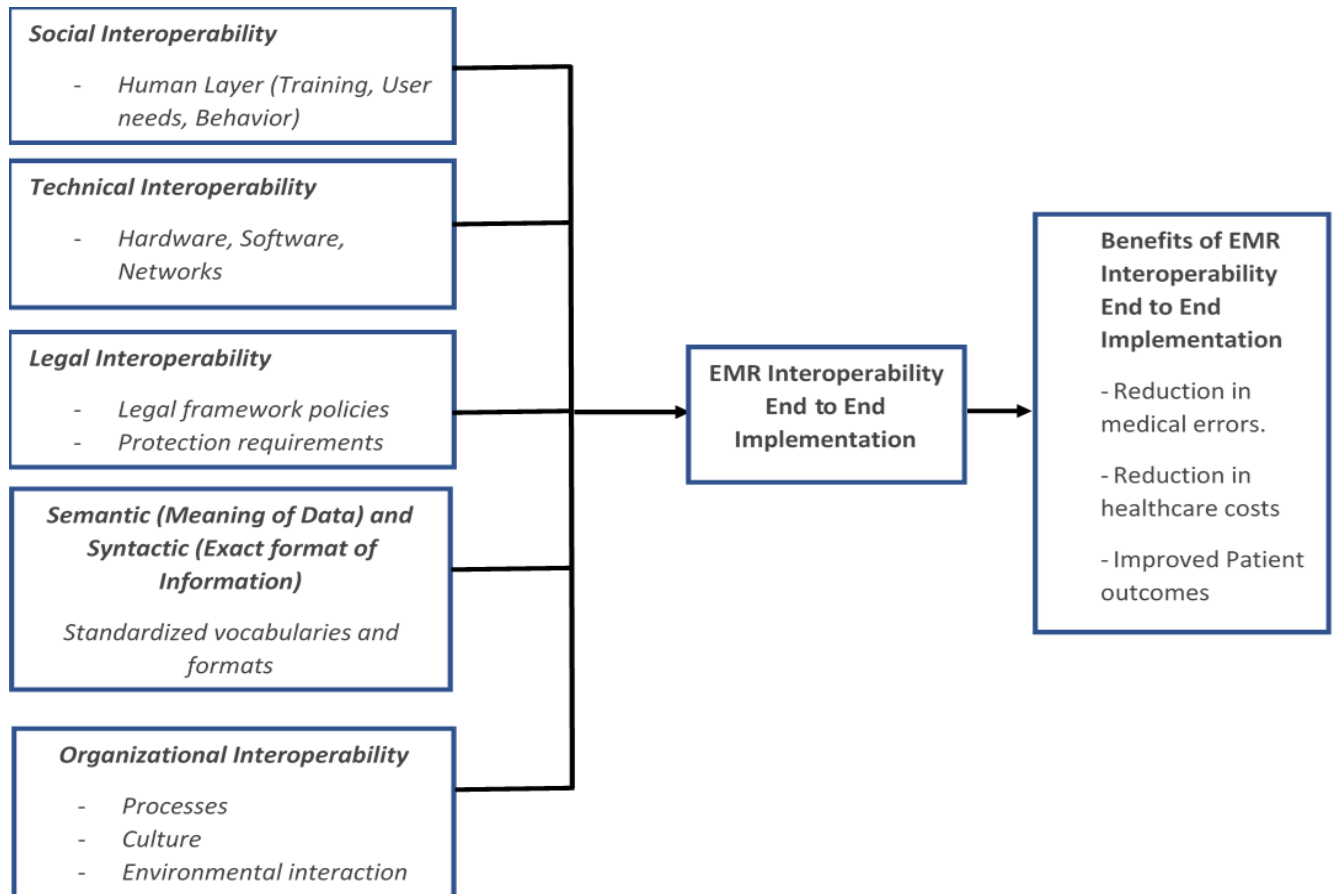 Social Interoperability
- Human Layer (Training, User
needs, Behavior)
Technical Interoperability
- Hardware, Software,
Networks
Legal Interoperability
- Legal framework policies
- Protection requirements
Semantic (Meaning of Data) and
Syntactic (Exact format of
Information)
Standardized vocabularies and
formats
Organizational Interoperability
- Processes
- Culture
- Environmental interaction
EMR Interoperability
End to End
Implementation
Benefits of EMR
Interoperability
End to End
Implementation
- Reduction in
medical errors.
- Reduction in
healthcare costs
- Improved Patient
outcomes